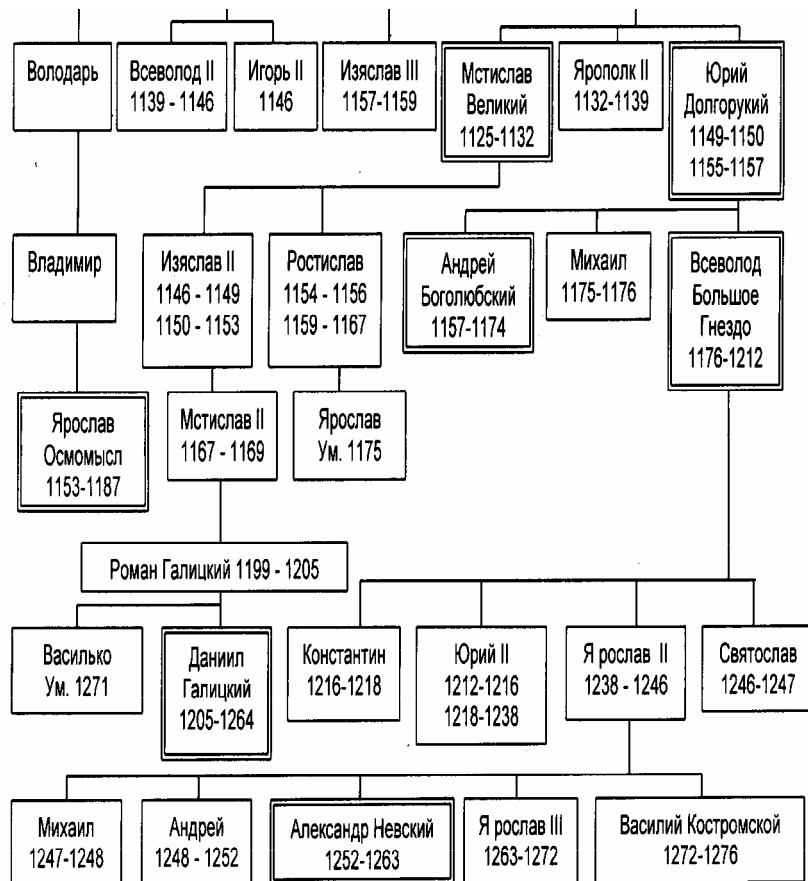 Володарь
Всеволод II
1139 - 1146
Игорь II
1146
Изяслав III
1157-1159
Мстислав
Великий
1125-1132
Ярополк II
1132-1139
Юрий
Долгорукий
1149-1150
1155-1157
Владимир
Изяслав II
1146 - 1149
1150 - 1153
Ростислав
1154 - 1156
1159 - 1167
Андрей
Боголюбский
1157-1174
Михаил
1175-1176
Всеволод
Большое
Гнездо
1176-1212
Ярослав
Осмомысл
1153-1187
Мстислав II
1167 - 1169
Ярослав
Ум. 1175
Роман Галицкий 1199 - 1205
Василько
Ум. 1271
Даниил
Галицкий
1205-1264
Константин
1216-1218
Юрий II
1212-1216
1218-1238
Я рослав II
1238 - 1246
Святослав
1246-1247
Михаил
1247-1248
Андрей
1248 - 1252
Александр Невский
1252-1263
Я рослав III
1263-1272
Василий Костромской
1272-1276